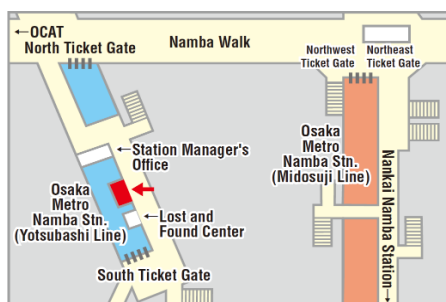 ←OCAT
North Ticket Gate
Namba Walk
Northwest
Ticket Gate
Northeast
Ticket Gate
←Station Manager's
Office
Osaka
Metro
Namba Stn.
(Yotsubashi Line)
←Lost and
Found Center
South Ticket Gate
Osaka
Metro
Namba Stn.
(Midosuji Line)
Nankai Namba Station→